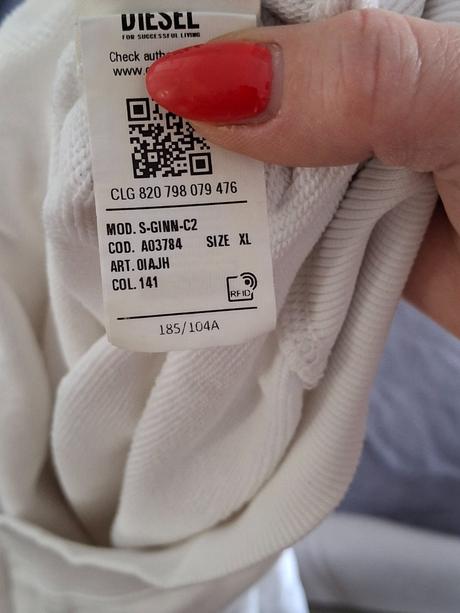 DIESEL
FOR SUCCESSFUL LIVING
Check
www.
CLG 820 798 079 476
MOD. S-GINN-C2
COD. A03784 SIZE XL
ART. 0IAJH
COL. 141
RFID
185/104A